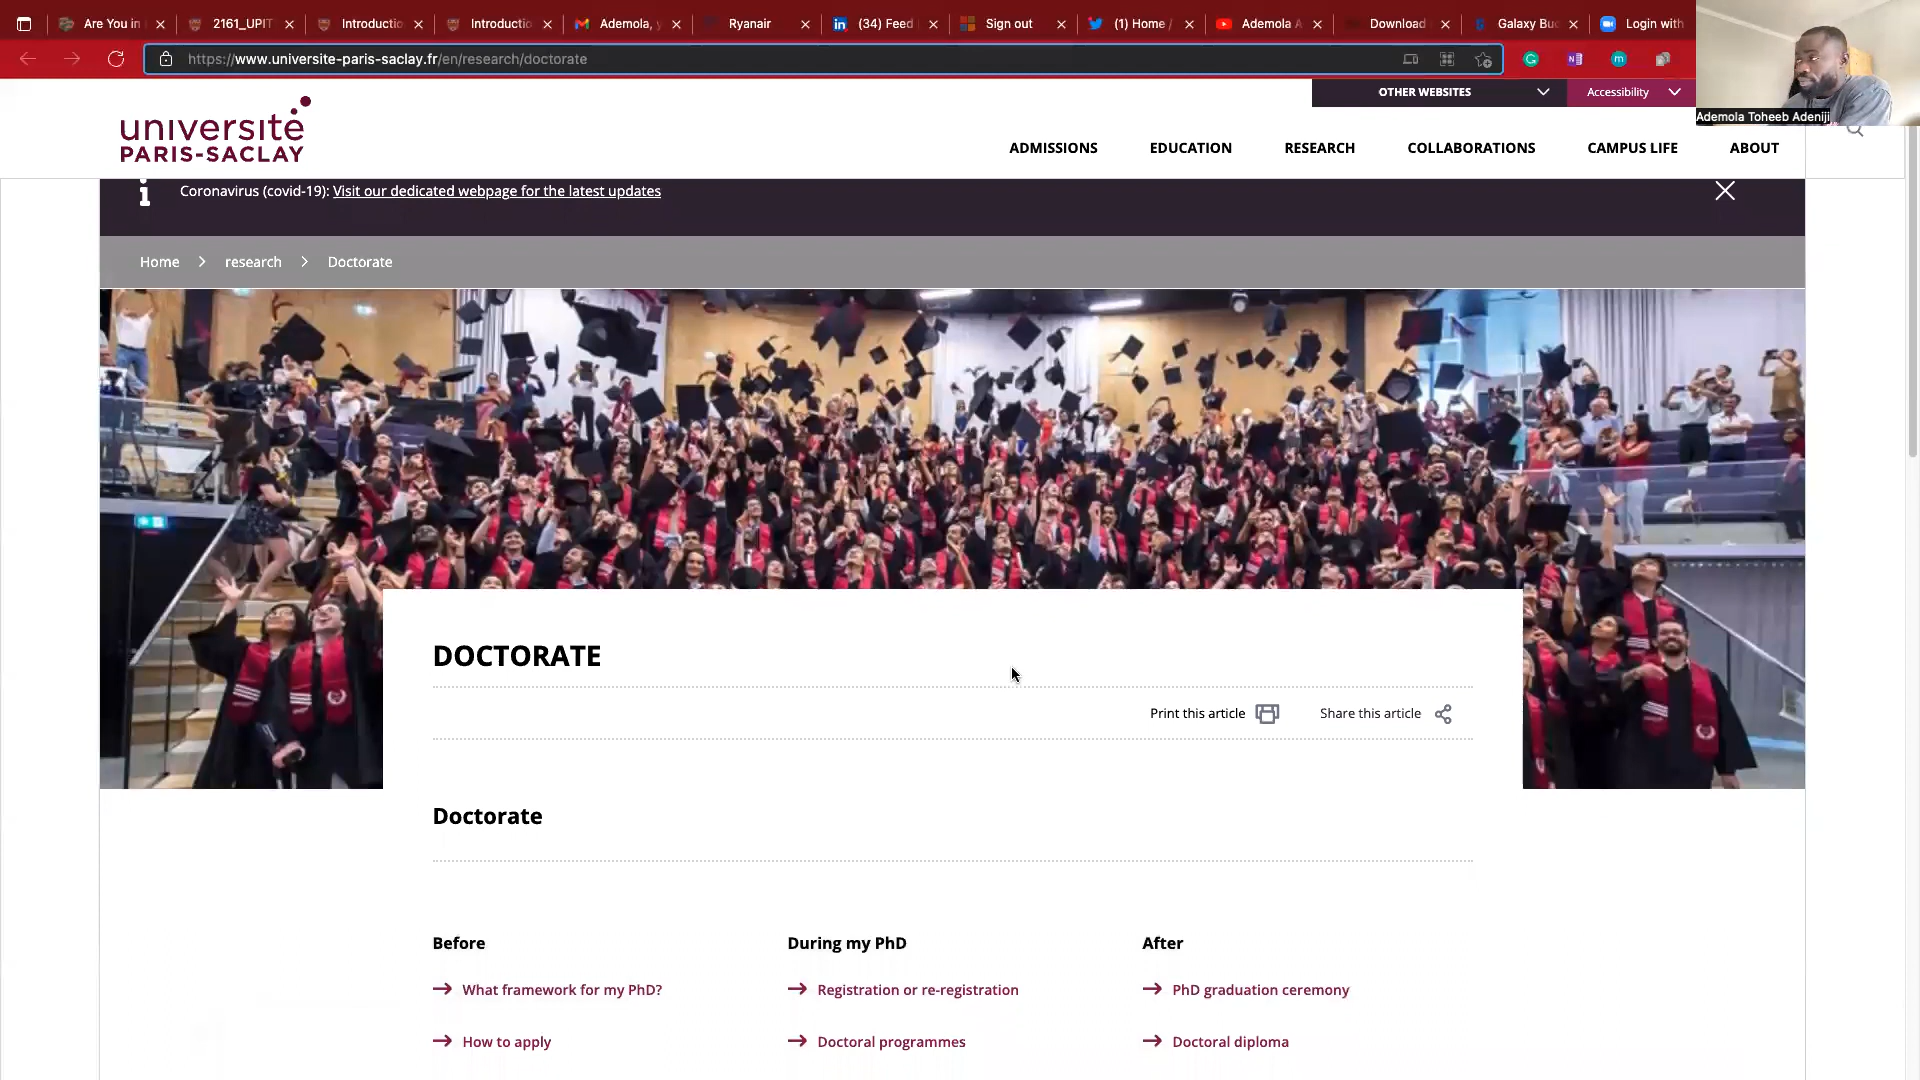 Are You in
2161_UPIT
Introductio
Introductio
Ademola, y
Ryanair
(34) Feed
Sign out
(1) Home /
Ademola A
Download
Galaxy Bud
Login with
https://www.universite-paris-saclay.fr/en/research/doctorate
OTHER WEBSITES
Accessibility
Ademola Toheeb Adeniji
université
PARIS-SACLAY
ADMISSIONS
EDUCATION
RESEARCH
COLLABORATIONS
CAMPUS LIFE
ABOUT
Coronavirus (covid-19): Visit our dedicated webpage for the latest updates
Home > research > Doctorate
DOCTORATE
Print this article
Share this article
Doctorate
Before
During my PhD
After
What framework for my PhD?
Registration or re-registration
PhD graduation ceremony
How to apply
Doctoral programmes
Doctoral diploma